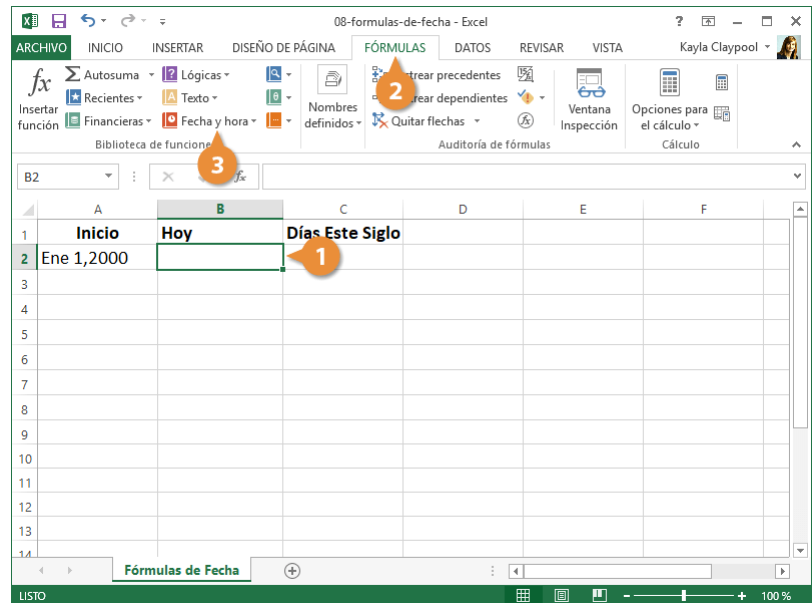 08-formulas-de-fecha - Excel
ARCHIVO INICIO INSERTAR DISEÑO DE PÁGINA FÓRMULAS DATOS REVISAR VISTA Kayla Claypool
Autosuma Lógicas
Recientes Texto
Financieras Fecha y hora
Insertar función
Biblioteca de funcione
Nombres definidos
precedentes
dependientes
Quitar flechas
Auditoría de fórmulas
Ventana Inspección
Opciones para el cálculo
Cálculo
2
3
B2 fx
A B C D E F
1 Inicio Hoy Días Este Siglo
2 Ene 1,2000
1
3
4
5
6
7
8
9
10
11
12
13
14
Fórmulas de Fecha
LISTO 100 %